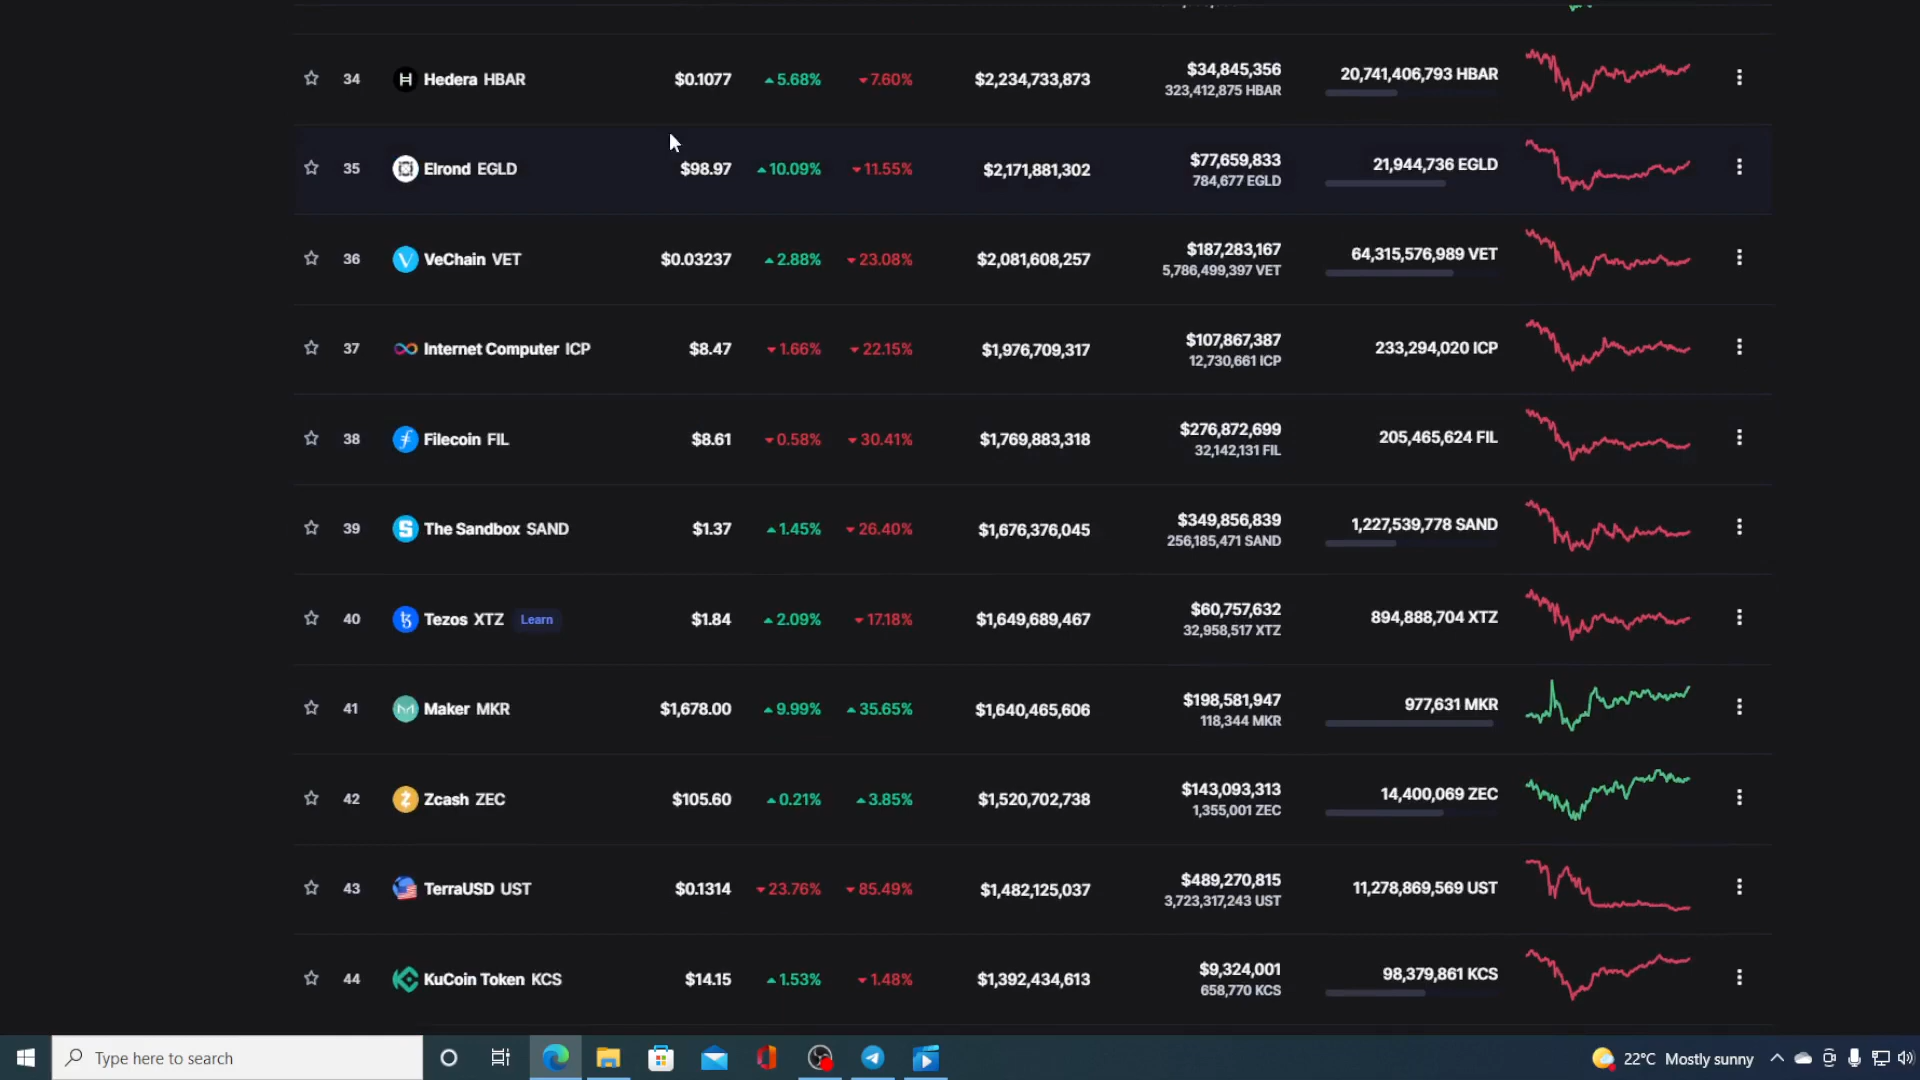 34 Hedera HBAR $0.1077 5.68% 7.60% $2,234,733,873 $34,845,356 20,741,406,793 HBAR
323,412,875 HBAR
35 Elrond EGLD $98.97 10.09% 11.55% $2,171,881,302 $77,659,833 21,944,736 EGLD
784,677 EGLD
36 VeChain VET $0.03237 2.88% 23.08% $2,081,608,257 $187,283,167 64,315,576,989 VET
5,786,499,397 VET
37 Internet Computer ICP $8.47 1.66% 22.15% $1,976,709,317 $107,867,387 233,294,020 ICP
12,730,661 ICP
38 Filecoin FIL $8.61 0.58% 30.41% $1,769,883,318 $276,872,699 205,465,624 FIL
32,142,131 FIL
39 The Sandbox SAND $1.37 1.45% 26.40% $1,676,376,045 $349,856,839 1,227,539,778 SAND
256,185,471 SAND
40 Tezos XTZ Learn $1.84 2.09% 17.18% $1,649,689,467 $60,757,632 894,888,704 XTZ
32,958,517 XTZ
41 Maker MKR $1,678.00 9.99% 35.65% $1,640,465,606 $198,581,947 977,631 MKR
118,344 MKR
42 Zcash ZEC $105.60 0.21% 3.85% $1,520,702,738 $143,093,313 14,400,069 ZEC
1,355,001 ZEC
43 TerraUSD UST $0.1314 23.76% 85.49% $1,482,125,037 $489,270,815 11,278,869,569 UST
3,723,317,243 UST
44 KuCoin Token KCS $14.15 1.53% 1.48% $1,392,434,613 $9,324,001 98,379,861 KCS
658,770 KCS
Type here to search 22°C Mostly sunny